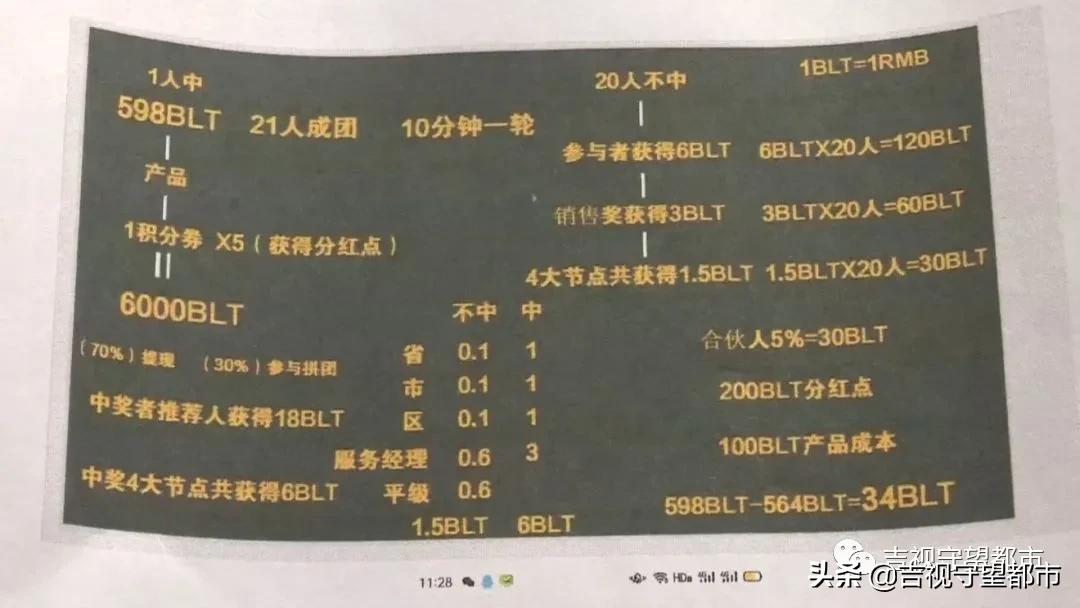 1人中
598BLT 21人成团 10分钟一轮
产品
1积分券 X5（获得分红点）
6000BLT
（70%）提现 （30%）参与拼团
中奖者推荐人获得18BLT
中奖4大节点共获得6BLT
不中 中
省 0.1 1
市 0.1 1
区 0.1 1
服务经理 0.6 3
平级 0.6
1.5BLT 6BLT
1BLT=1RMB
20人不中
参与者获得6BLT 6BLTX20人=120BLT
销售奖获得3BLT 3BLTX20人=60BLT
4大节点共获得1.5BLT 1.5BLTX20人=30BLT
合伙人5%=30BLT
200BLT分红点
100BLT产品成本
598BLT-564BLT=34BLT
11:28
HD
吉视守望都市
头条 @吉视守望都市